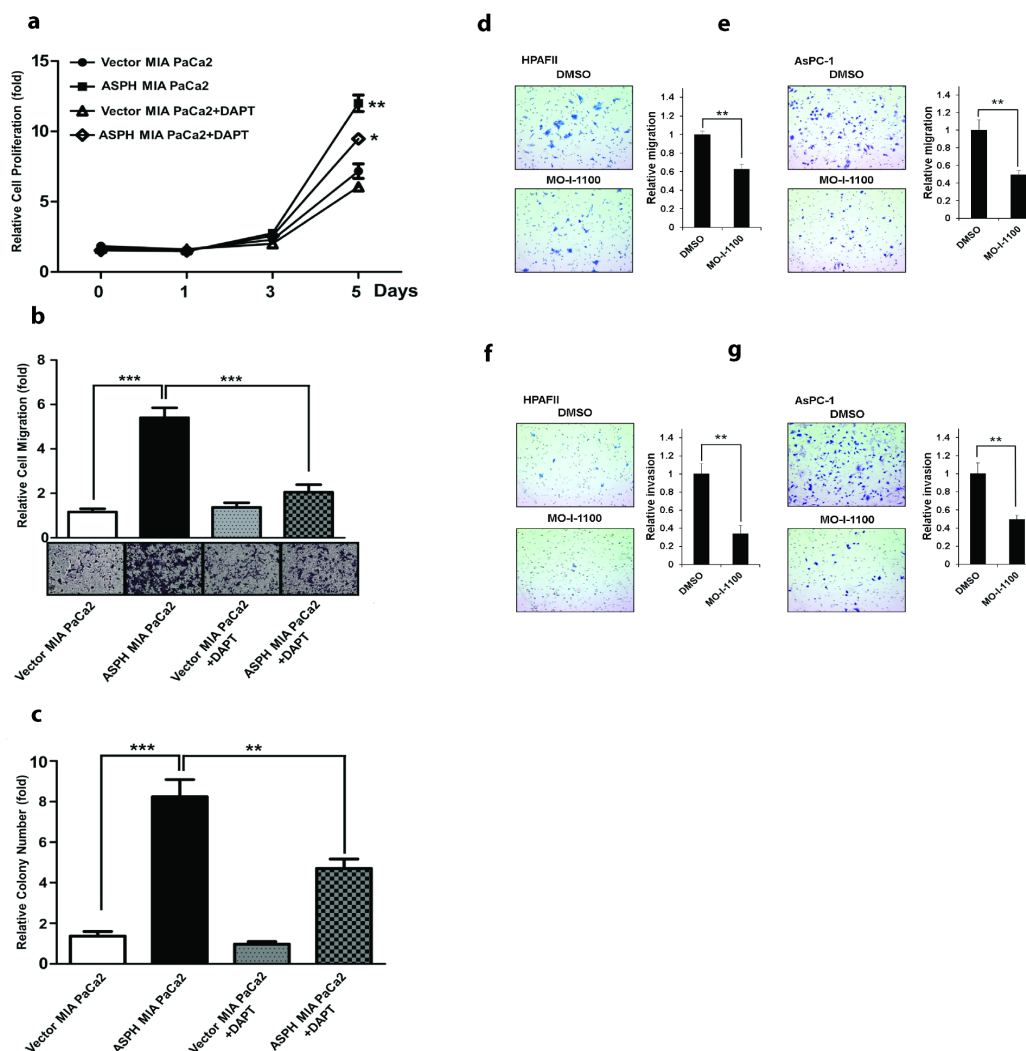 a
Relative Cell Proliferation (fold)
15
10
5
0
Vector MIA PaCa2
ASPH MIA PaCa2
Vector MIA PaCa2+DAPT
ASPH MIA PaCa2+DAPT
**
*
0 1 3 5 Days
b
Relative Cell Migration (fold)
8
6
4
2
0
*** ***
Vector MIA PaCa2
ASPH MIA PaCa2
Vector MIA PaCa2
+DAPT
ASPH MIA PaCa2
+DAPT
c
Relative Colony Number (fold)
10
8
6
4
2
0
*** **
Vector MIA PaCa2
ASPH MIA PaCa2
Vector MIA PaCa2
+DAPT
ASPH MIA PaCa2
+DAPT
d
HPAFII
DMSO
MO-I-1100
Relative migration
1.4
1.2
1
0.8
0.6
0.4
0.2
0
**
DMSO
MO-I-1100
e
AsPC-1
DMSO
MO-I-1100
Relative migration
1.4
1.2
1
0.8
0.6
0.4
0.2
0
**
DMSO
MO-I-1100
f
HPAFII
DMSO
MO-I-1100
Relative invasion
1.4
1.2
1
0.8
0.6
0.4
0.2
0
**
DMSO
MO-I-1100
g
AsPC-1
DMSO
MO-I-1100
Relative invasion
1.4
1.2
1
0.8
0.6
0.4
0.2
0
**
DMSO
MO-I-1100